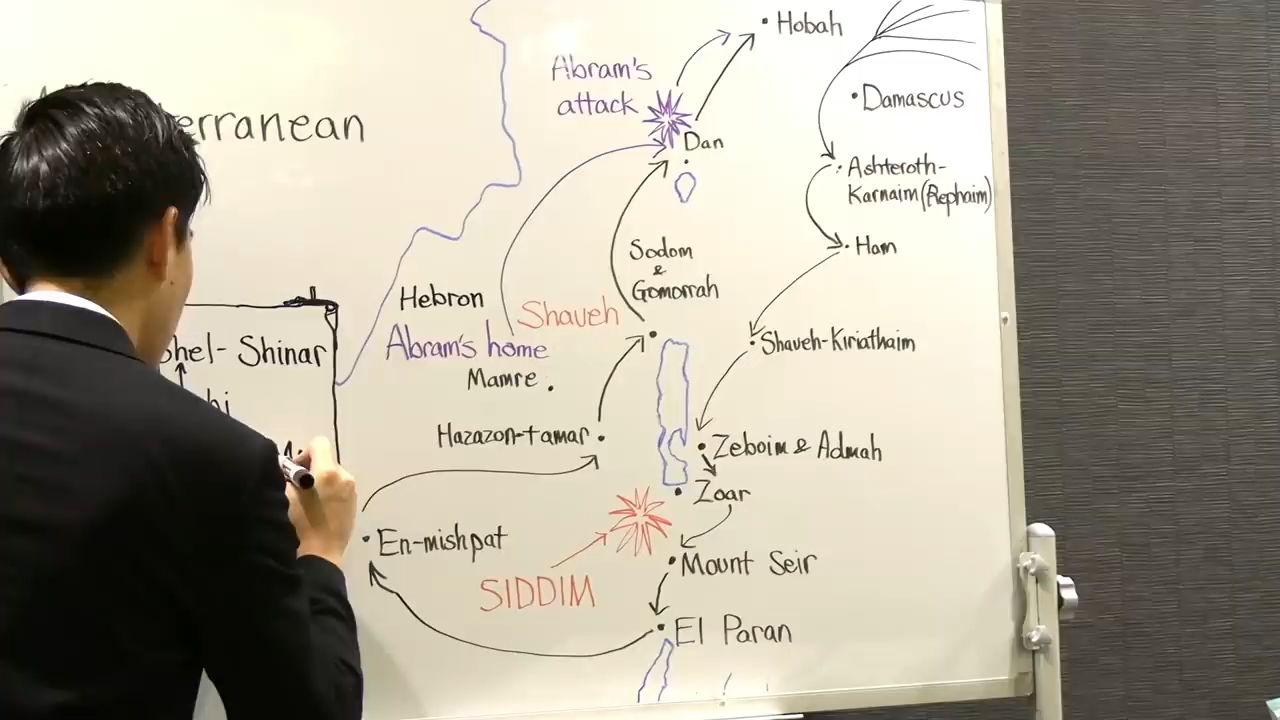 Hobah
Abram's
attack
Damascus
erranean
Dan
Ashteroth-
Karnaim (Rephaim)
Ham
Sodom
&
Gomorrah
Hebron
Shaveh
Abram's home
Mamre
Shaveh-Kiriathaim
hel- Shinar
hi
Hazazon-tamar
Zeboim & Admah
Zoar
En-mishpat
SIDDIM
Mount Seir
El Paran